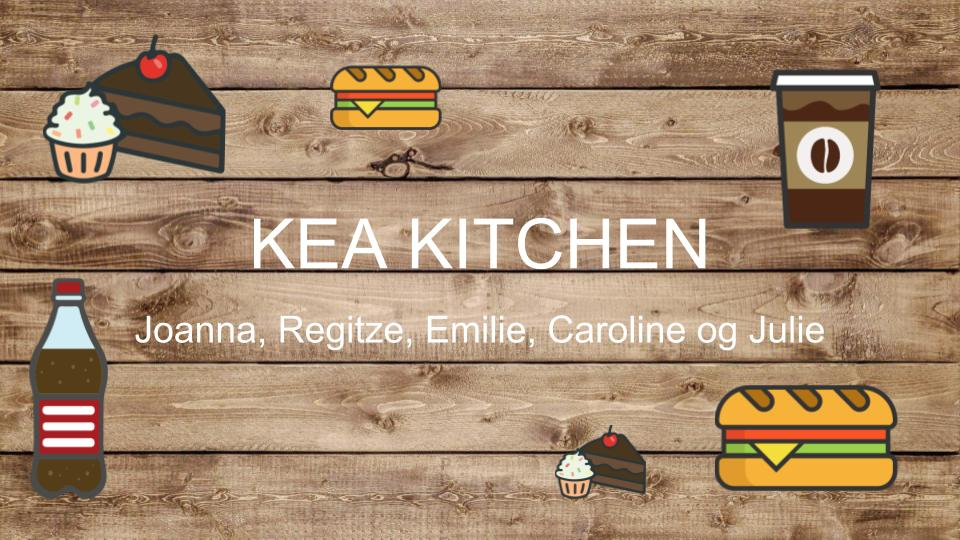 KEA KITCHEN
Joanna, Regitze, Emilie, Caroline og Julie